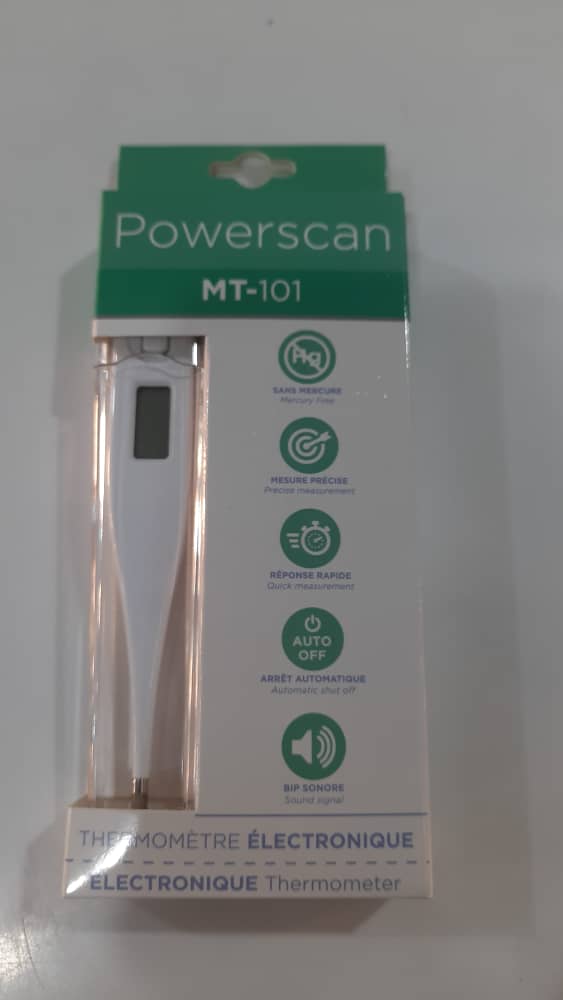 Powerscan
MT-101
Hg
SANS MERCURE
Mercury Free
MESURE PRÉCISE
Precise measurement
RÉPONSE RAPIDE
Quick measurement
AUTO
OFF
ARRÊT AUTOMATIQUE
Automatic shut off
BIP SONORE
Sound signal
THERMOMÈTRE ÉLECTRONIQUE
ÉLECTRONIQUE Thermometer